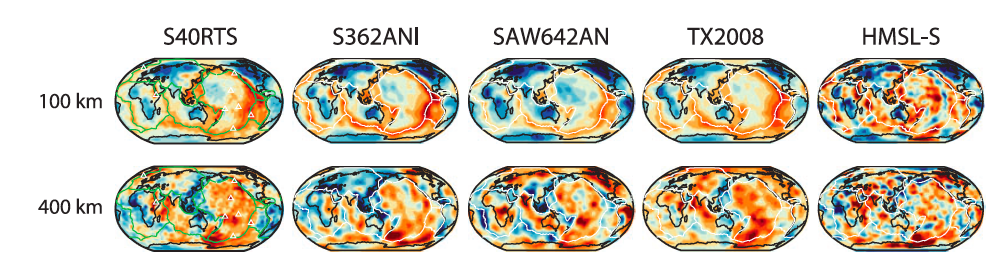 S40RTS S362ANI SAW642AN TX2008 HMSL-S
100 km
400 km